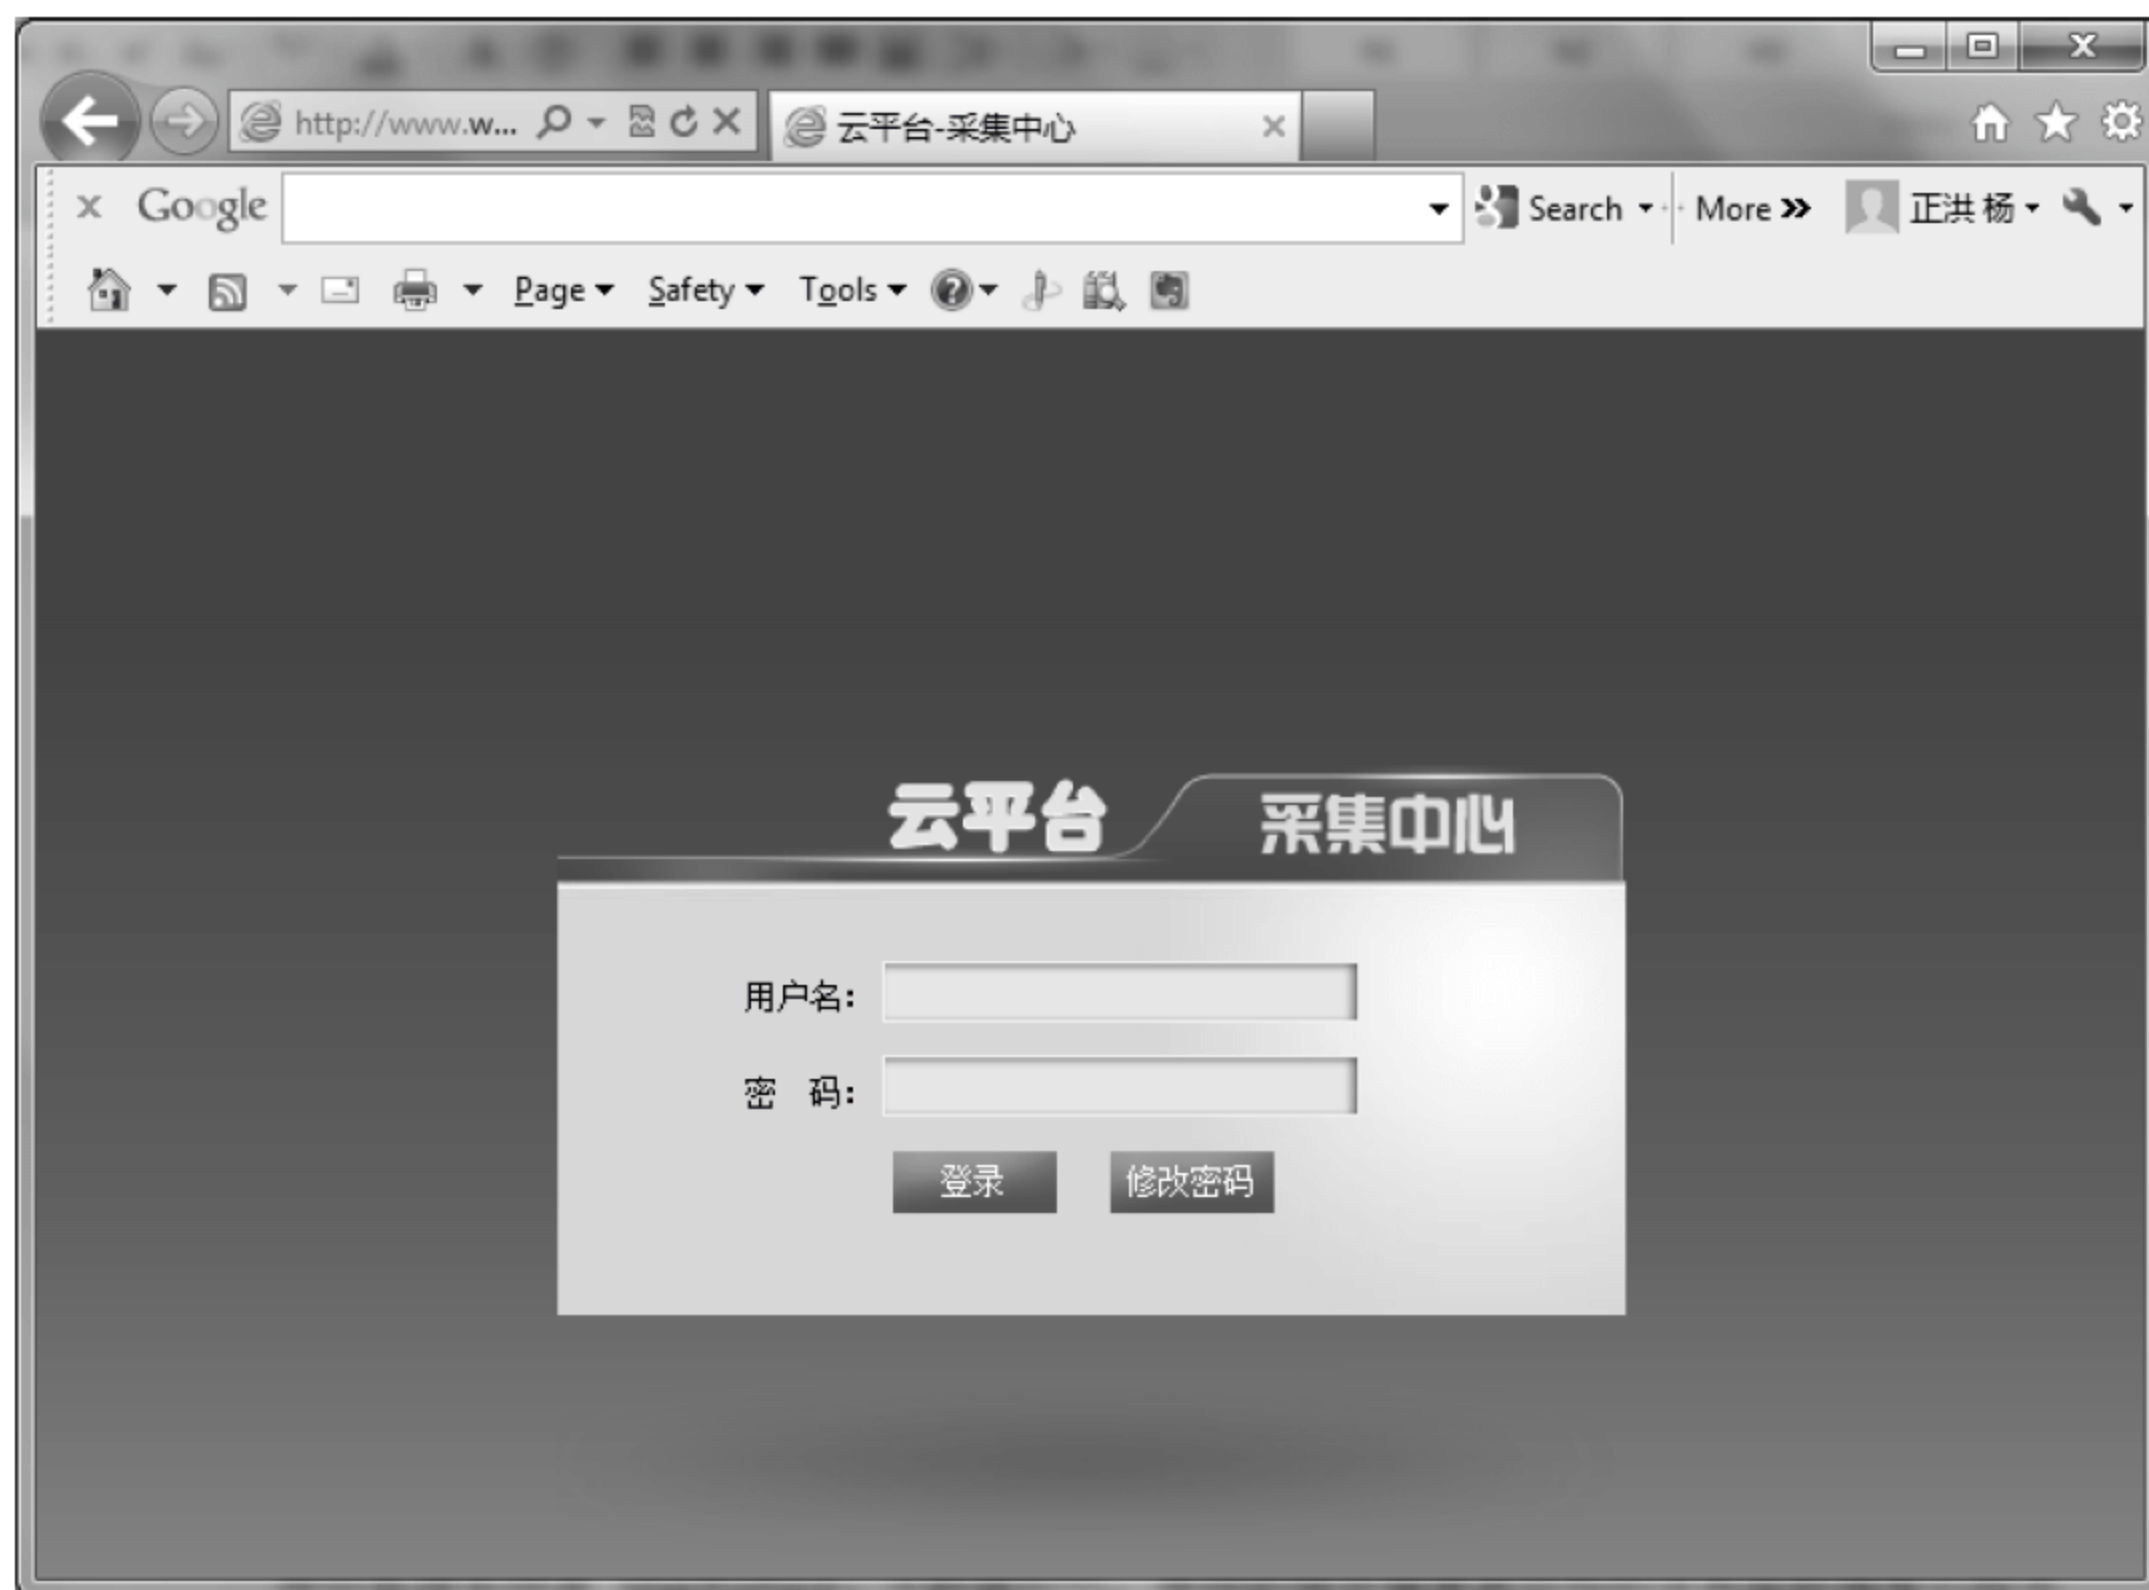 http://www.w...
云平台-采集中心
Google
Search
More »
正洪 杨
Page
Safety
Tools
云平台
采集中心
用户名：
密 码：
登录
修改密码